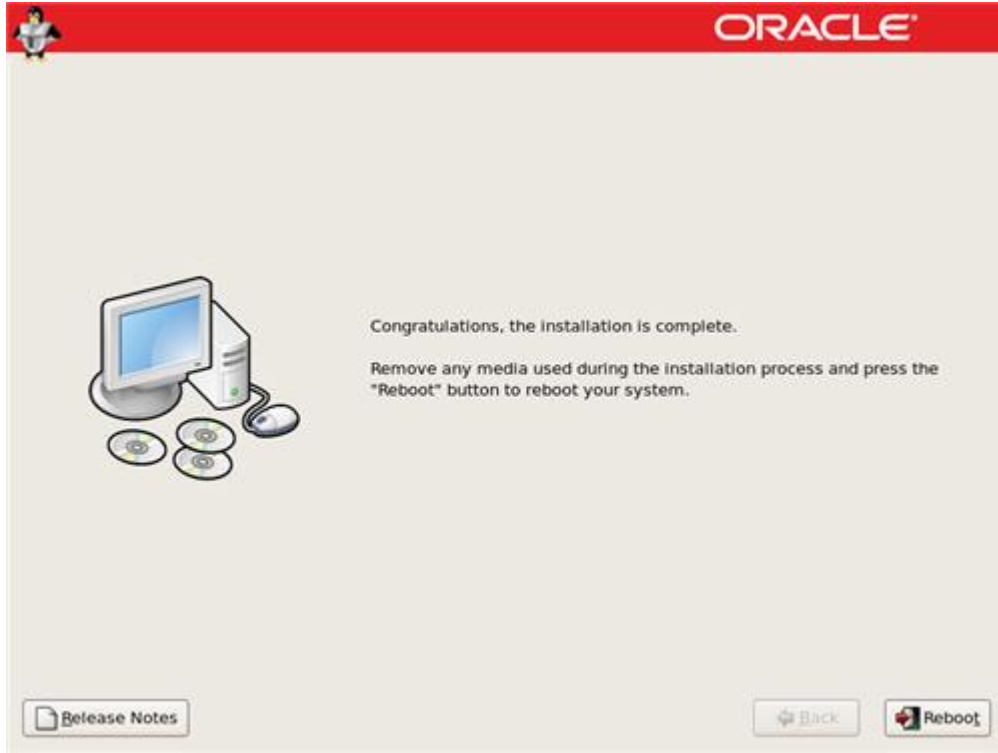 ORACLE
Congratulations, the installation is complete.
Remove any media used during the installation process and press the
"Reboot" button to reboot your system.
Release Notes
Back
Reboot